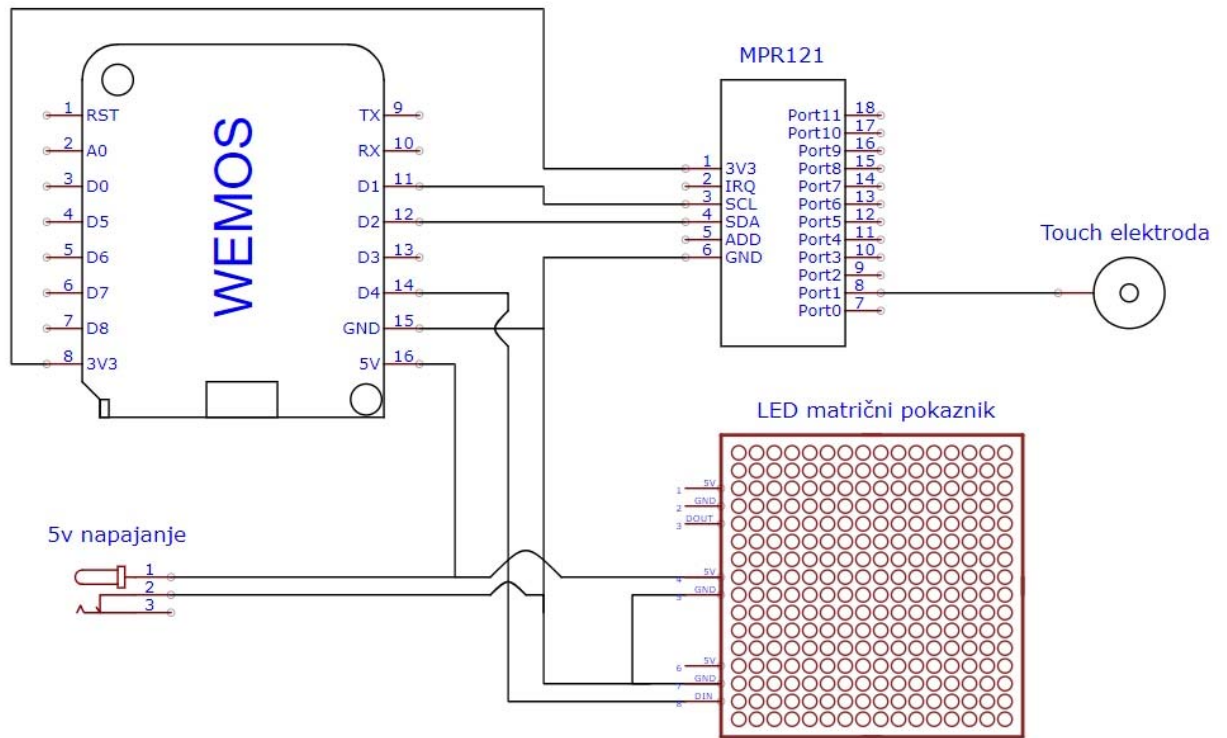 MPR121
WEMOS
1 RST
2 A0
3 D0
4 D5
5 D6
6 D7
7 D8
8 3V3
TX 9
RX 10
D1 11
D2 12
D3 13
D4 14
GND 15
5V 16
1 3V3
2 IRQ
3 SCL
4 SDA
5 ADD
6 GND
Port11 18
Port10 17
Port9 16
Port8 15
Port7 14
Port6 13
Port5 12
Port4 11
Port3 10
Port2 9
Port1 8
Port0 7
Touch elektroda
LED matrični pokaznik
1 5V
2 GND
3 DOUT
4 5V
5 GND
6 5V
7 GND
8 DIN
5v napajanje
1
2
3